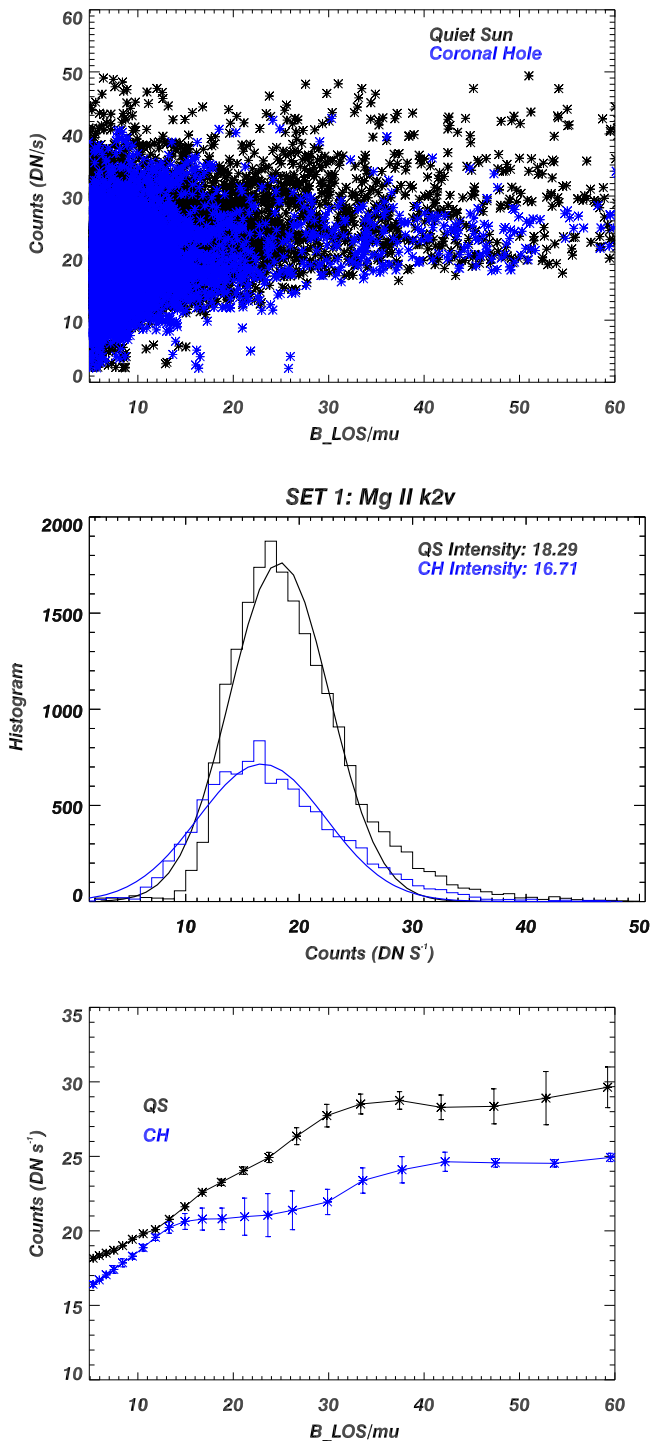 60
50
40
30
20
10
0
Counts (DN/s)
Quiet Sun
Coronal Hole
10 20 30 40 50 60
B_LOS/mu
SET 1: Mg II k2v
2000
1500
1000
500
0
Histogram
QS Intensity: 18.29
CH Intensity: 16.71
10 20 30 40 50
Counts (DN S⁻¹)
35
30
25
20
15
10
Counts (DN s⁻¹)
QS
CH
10 20 30 40 50 60
B_LOS/mu